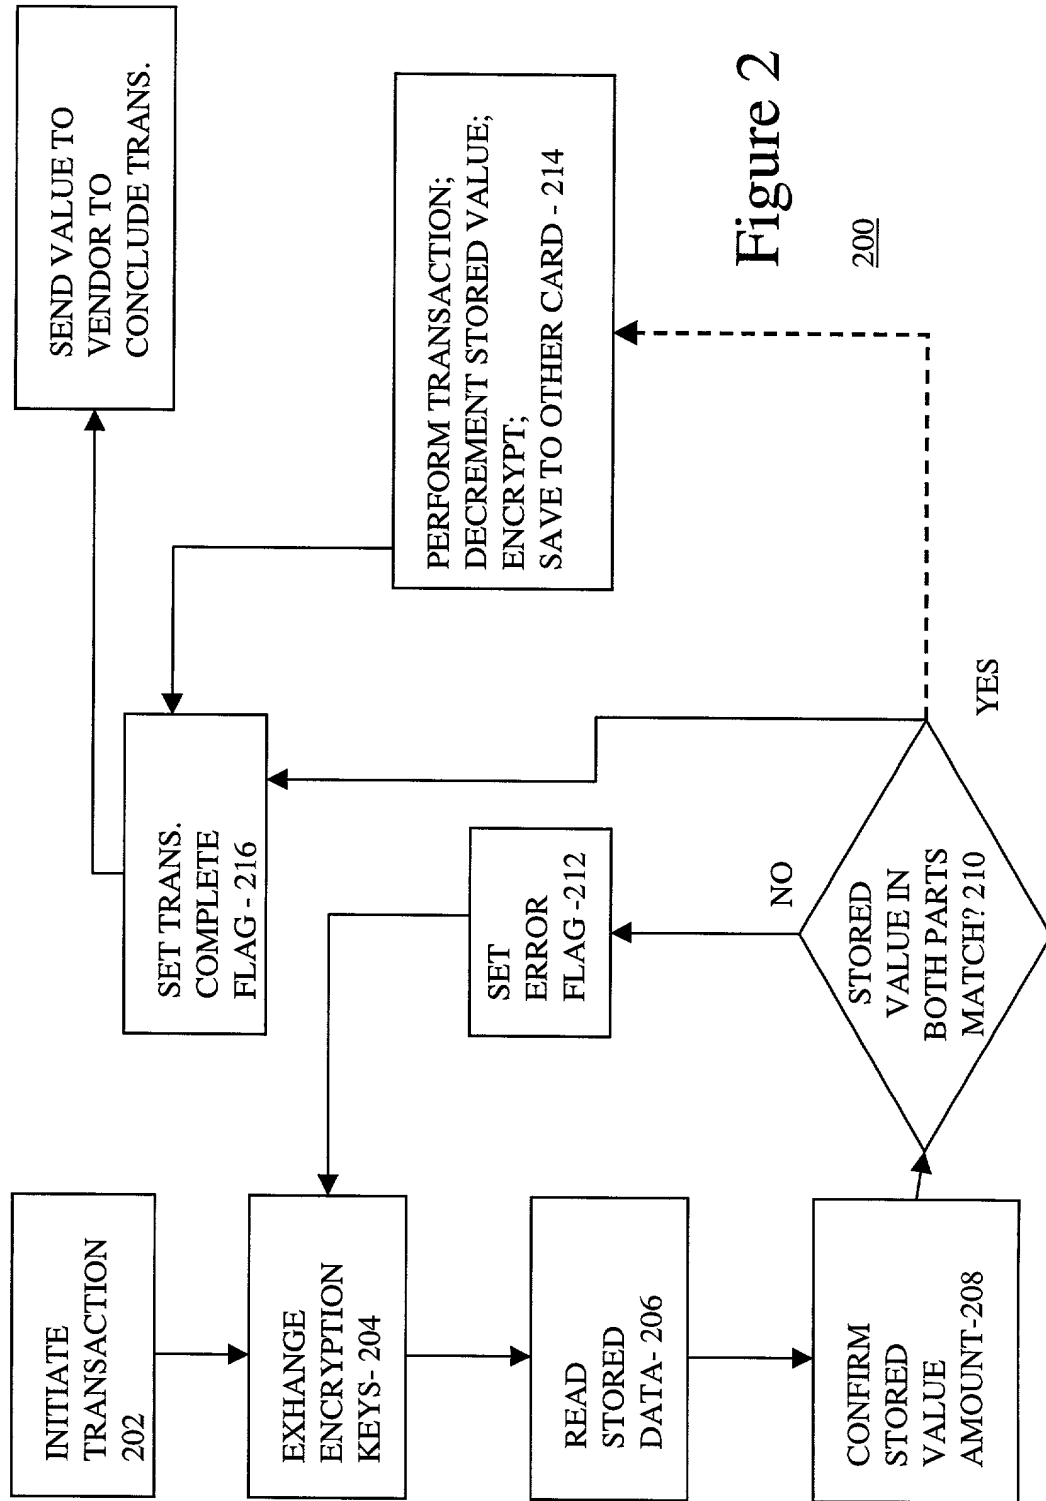 INITIATE
TRANSACTION
202
EXHANGE
ENCRYPTION
KEYS- 204
READ
STORED
DATA- 206
CONFIRM
STORED
VALUE
AMOUNT-208
STORED
VALUE IN
BOTH PARTS
MATCH? 210
NO
YES
SET
ERROR
FLAG -212
SET TRANS.
COMPLETE
FLAG - 216
PERFORM TRANSACTION;
DECREMENT STORED VALUE;
ENCRYPT;
SAVE TO OTHER CARD - 214
SEND VALUE TO
VENDOR TO
CONCLUDE TRANS.
Figure 2
200